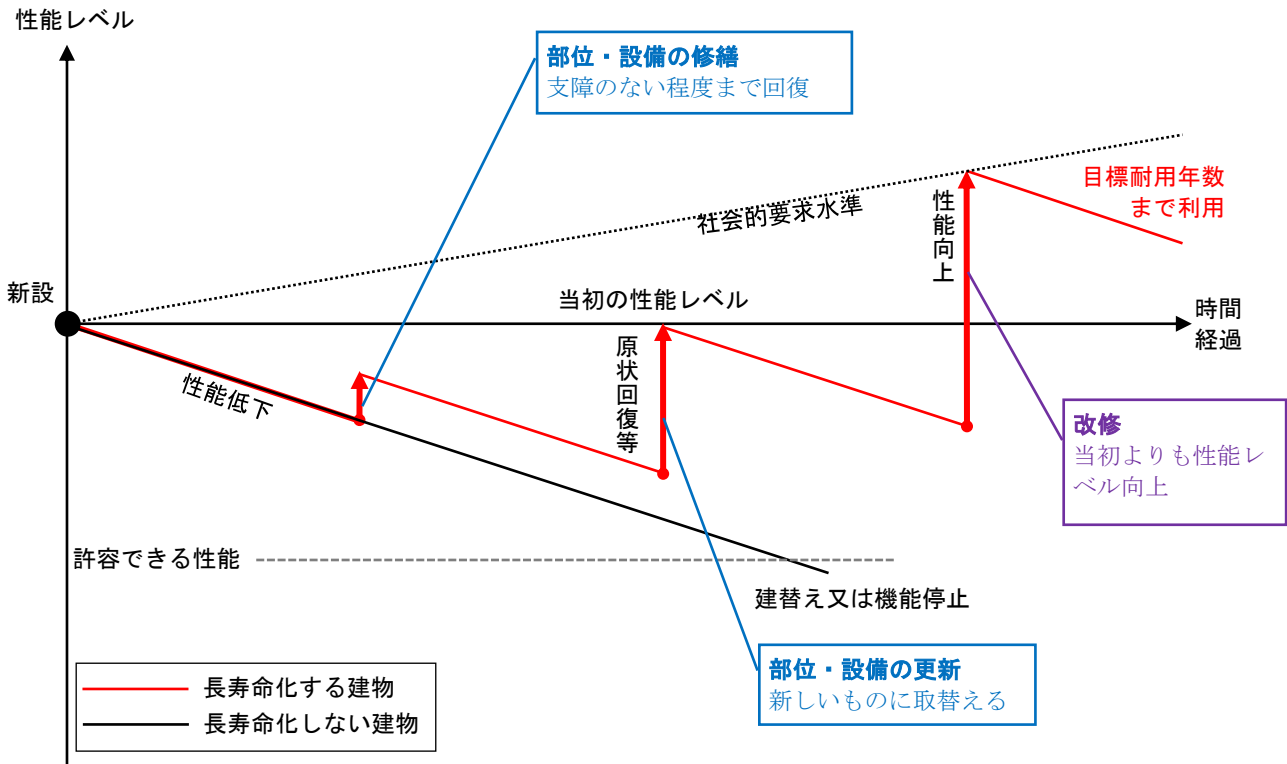 性能レベル
部位・設備の修繕
支障のない程度まで回復
目標耐用年数
まで利用
社会的要求水準
性能向上
新設
当初の性能レベル
時間
経過
原状回復等
性能低下
改修
当初よりも性能レ
ベル向上
許容できる性能
建替え又は機能停止
部位・設備の更新
新しいものに取替える
長寿命化する建物
長寿命化しない建物